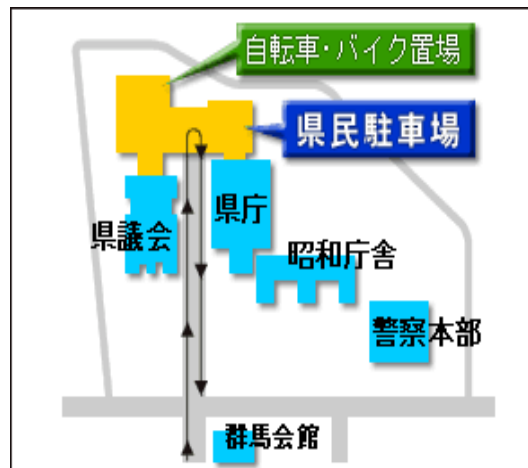 自転車・バイク置場
県民駐車場
県庁
県議会
昭和庁舎
警察本部
群馬会館